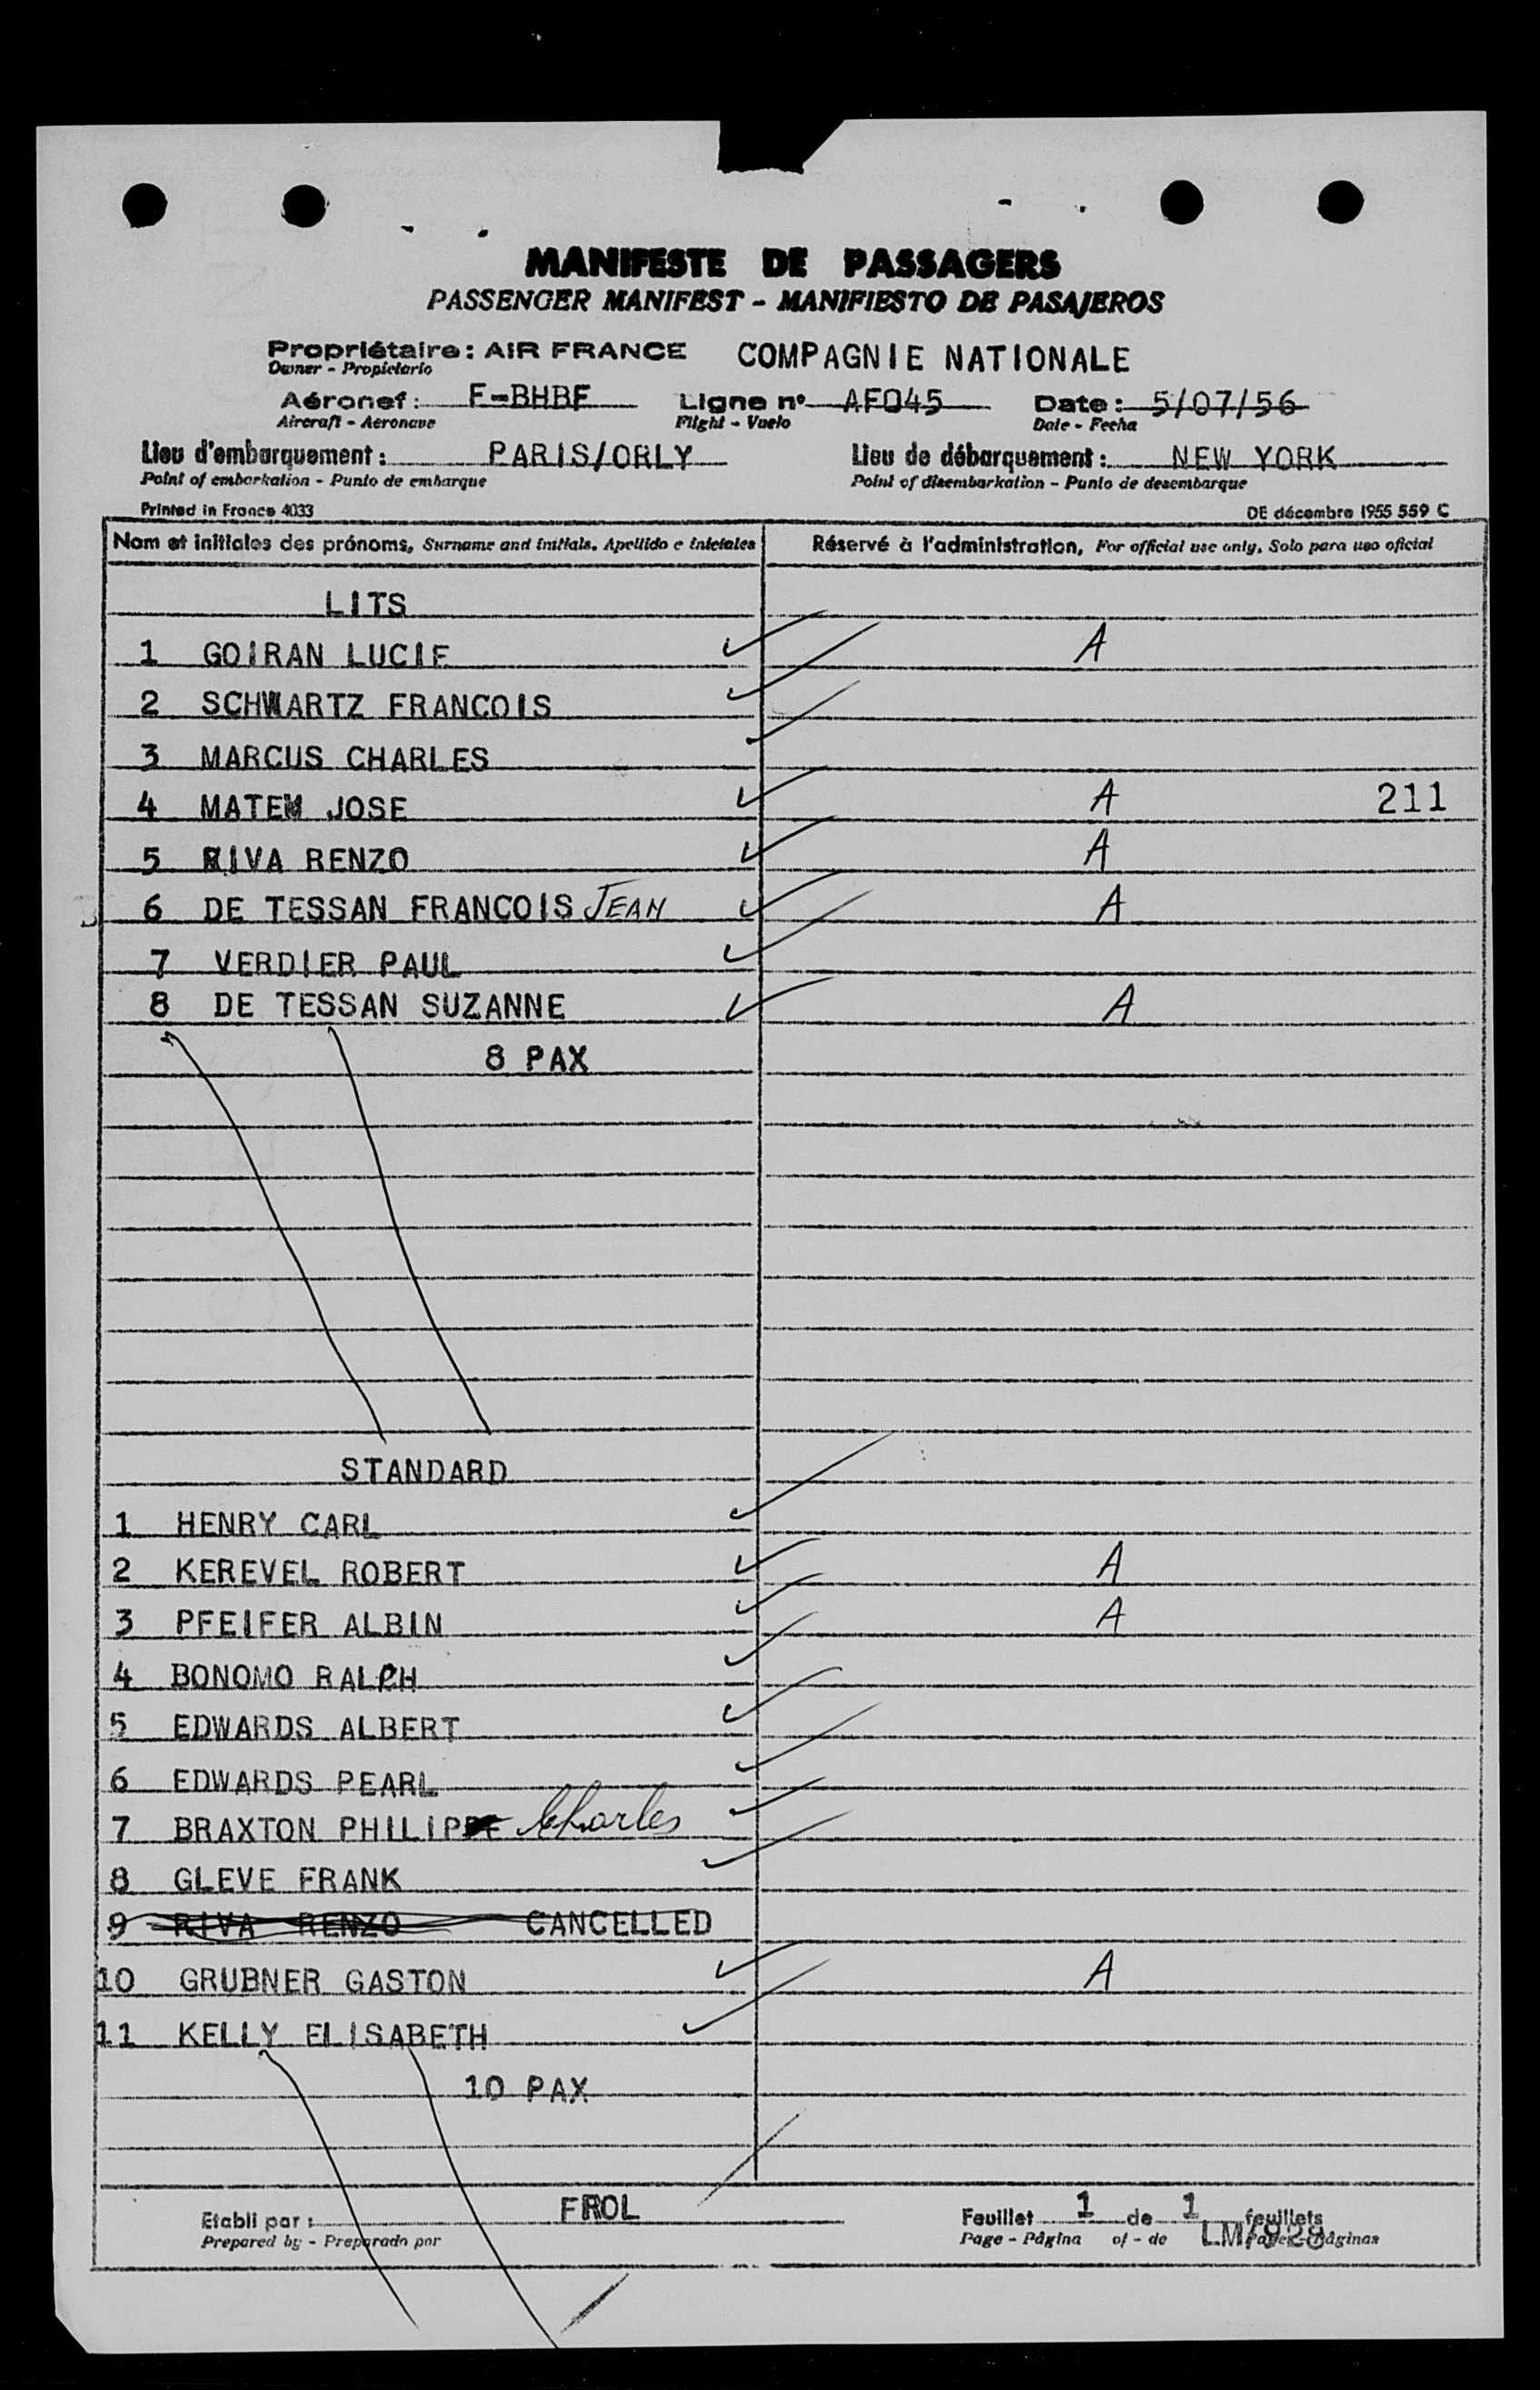 MANIFESTE DE PASSAGERS
PASSENGER MANIFEST - MANIFIESTO DE PASAJEROS
Propriétaire : AIR FRANCE COMPAGNIE NATIONALE
Owner - Propietario
Aéronef : F-BHBF Ligne n° AF045 Date : 5/07/56
Aircraft - Aeronave Flight - Vuelo Date - Fecha
Lieu d'embarquement : PARIS/ORLY Lieu de débarquement : NEW YORK
Point of embarkation - Punto de embarque Point of disembarkation - Punto de desembarque
Printed in France 4033 DE décembre 1955 559 C
Nom et initiales des prénoms, Surname and initials, Apellido e iniciales Réservé à l'administration, For official use only, Solo para uso oficial
LITS
1 GOIRAN LUCIE A
2 SCHWARTZ FRANCOIS
3 MARCUS CHARLES
4 MATEM JOSE A 211
5 RIVA RENZO A
6 DE TESSAN FRANCOIS JEAN A
7 VERDIER PAUL
8 DE TESSAN SUZANNE A
8 PAX
STANDARD
1 HENRY CARL
2 KEREVEL ROBERT A
3 PFEIFER ALBIN A
4 BONOMO RALPH
5 EDWARDS ALBERT
6 EDWARDS PEARL
7 BRAXTON PHILIPPE Charles
8 GLEVE FRANK
9 RIVA RENZO CANCELLED
10 GRUBNER GASTON A
11 KELLY ELISABETH
10 PAX
Etabli par : FROL Feuillet 1 de 1 feuillets
Prepared by - Preparado por Page - Página of - de LM/928 Páginas